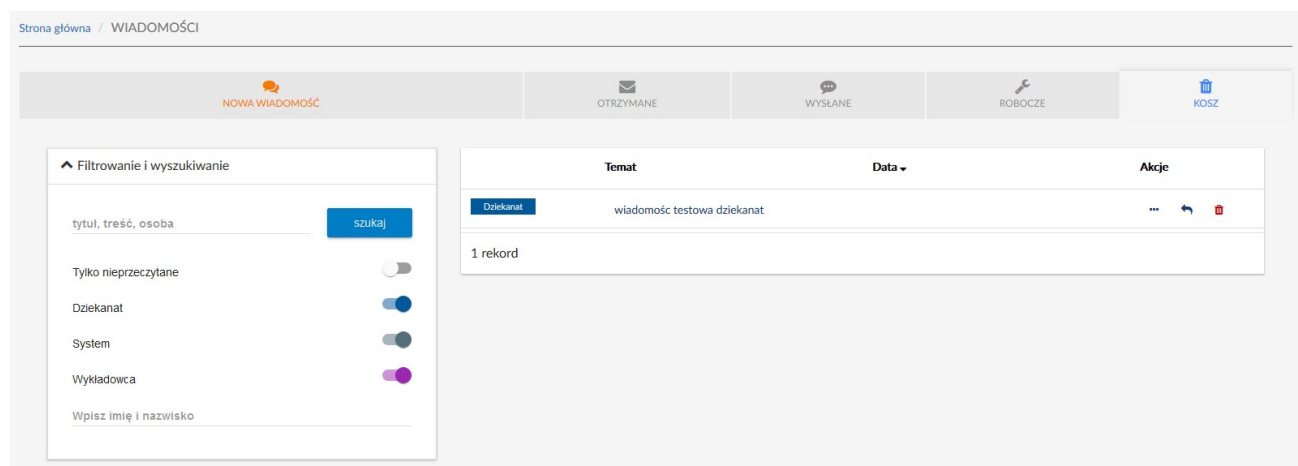 Strona główna / WIADOMOŚCI
NOWA WIADOMOŚĆ
OTRZYMANE
WYSŁANE
ROBOCZE
KOSZ
Filtrowanie i wyszukiwanie
tytuł, treść, osoba
szukaj
Tylko nieprzeczytane
Dziekanat
System
Wykładowca
Wpisz imię i nazwisko
Temat Data Akcje
Dziekanat wiadomośc testowa dziekanat
1 rekord